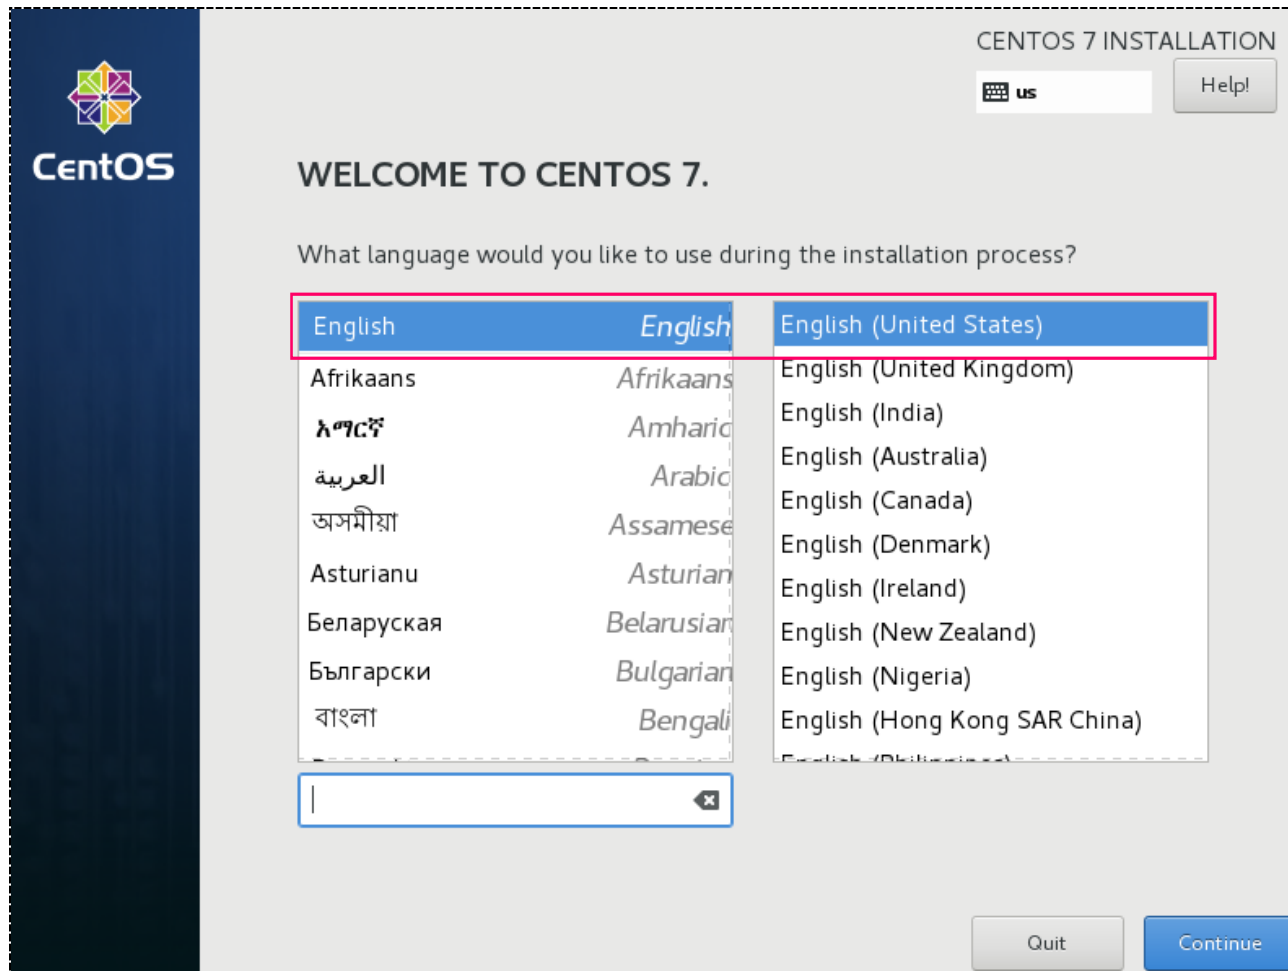 CENTOS 7 INSTALLATION
us
Help!
CentOS
WELCOME TO CENTOS 7.
What language would you like to use during the installation process?
English English
Afrikaans Afrikaans
አማርኛ Amharic
العربية Arabic
অসমীয়া Assamese
Asturianu Asturian
Беларуская Belarusian
Български Bulgarian
বাংলা Bengali
English (United States)
English (United Kingdom)
English (India)
English (Australia)
English (Canada)
English (Denmark)
English (Ireland)
English (New Zealand)
English (Nigeria)
English (Hong Kong SAR China)
English (Philippines)
Quit
Continue